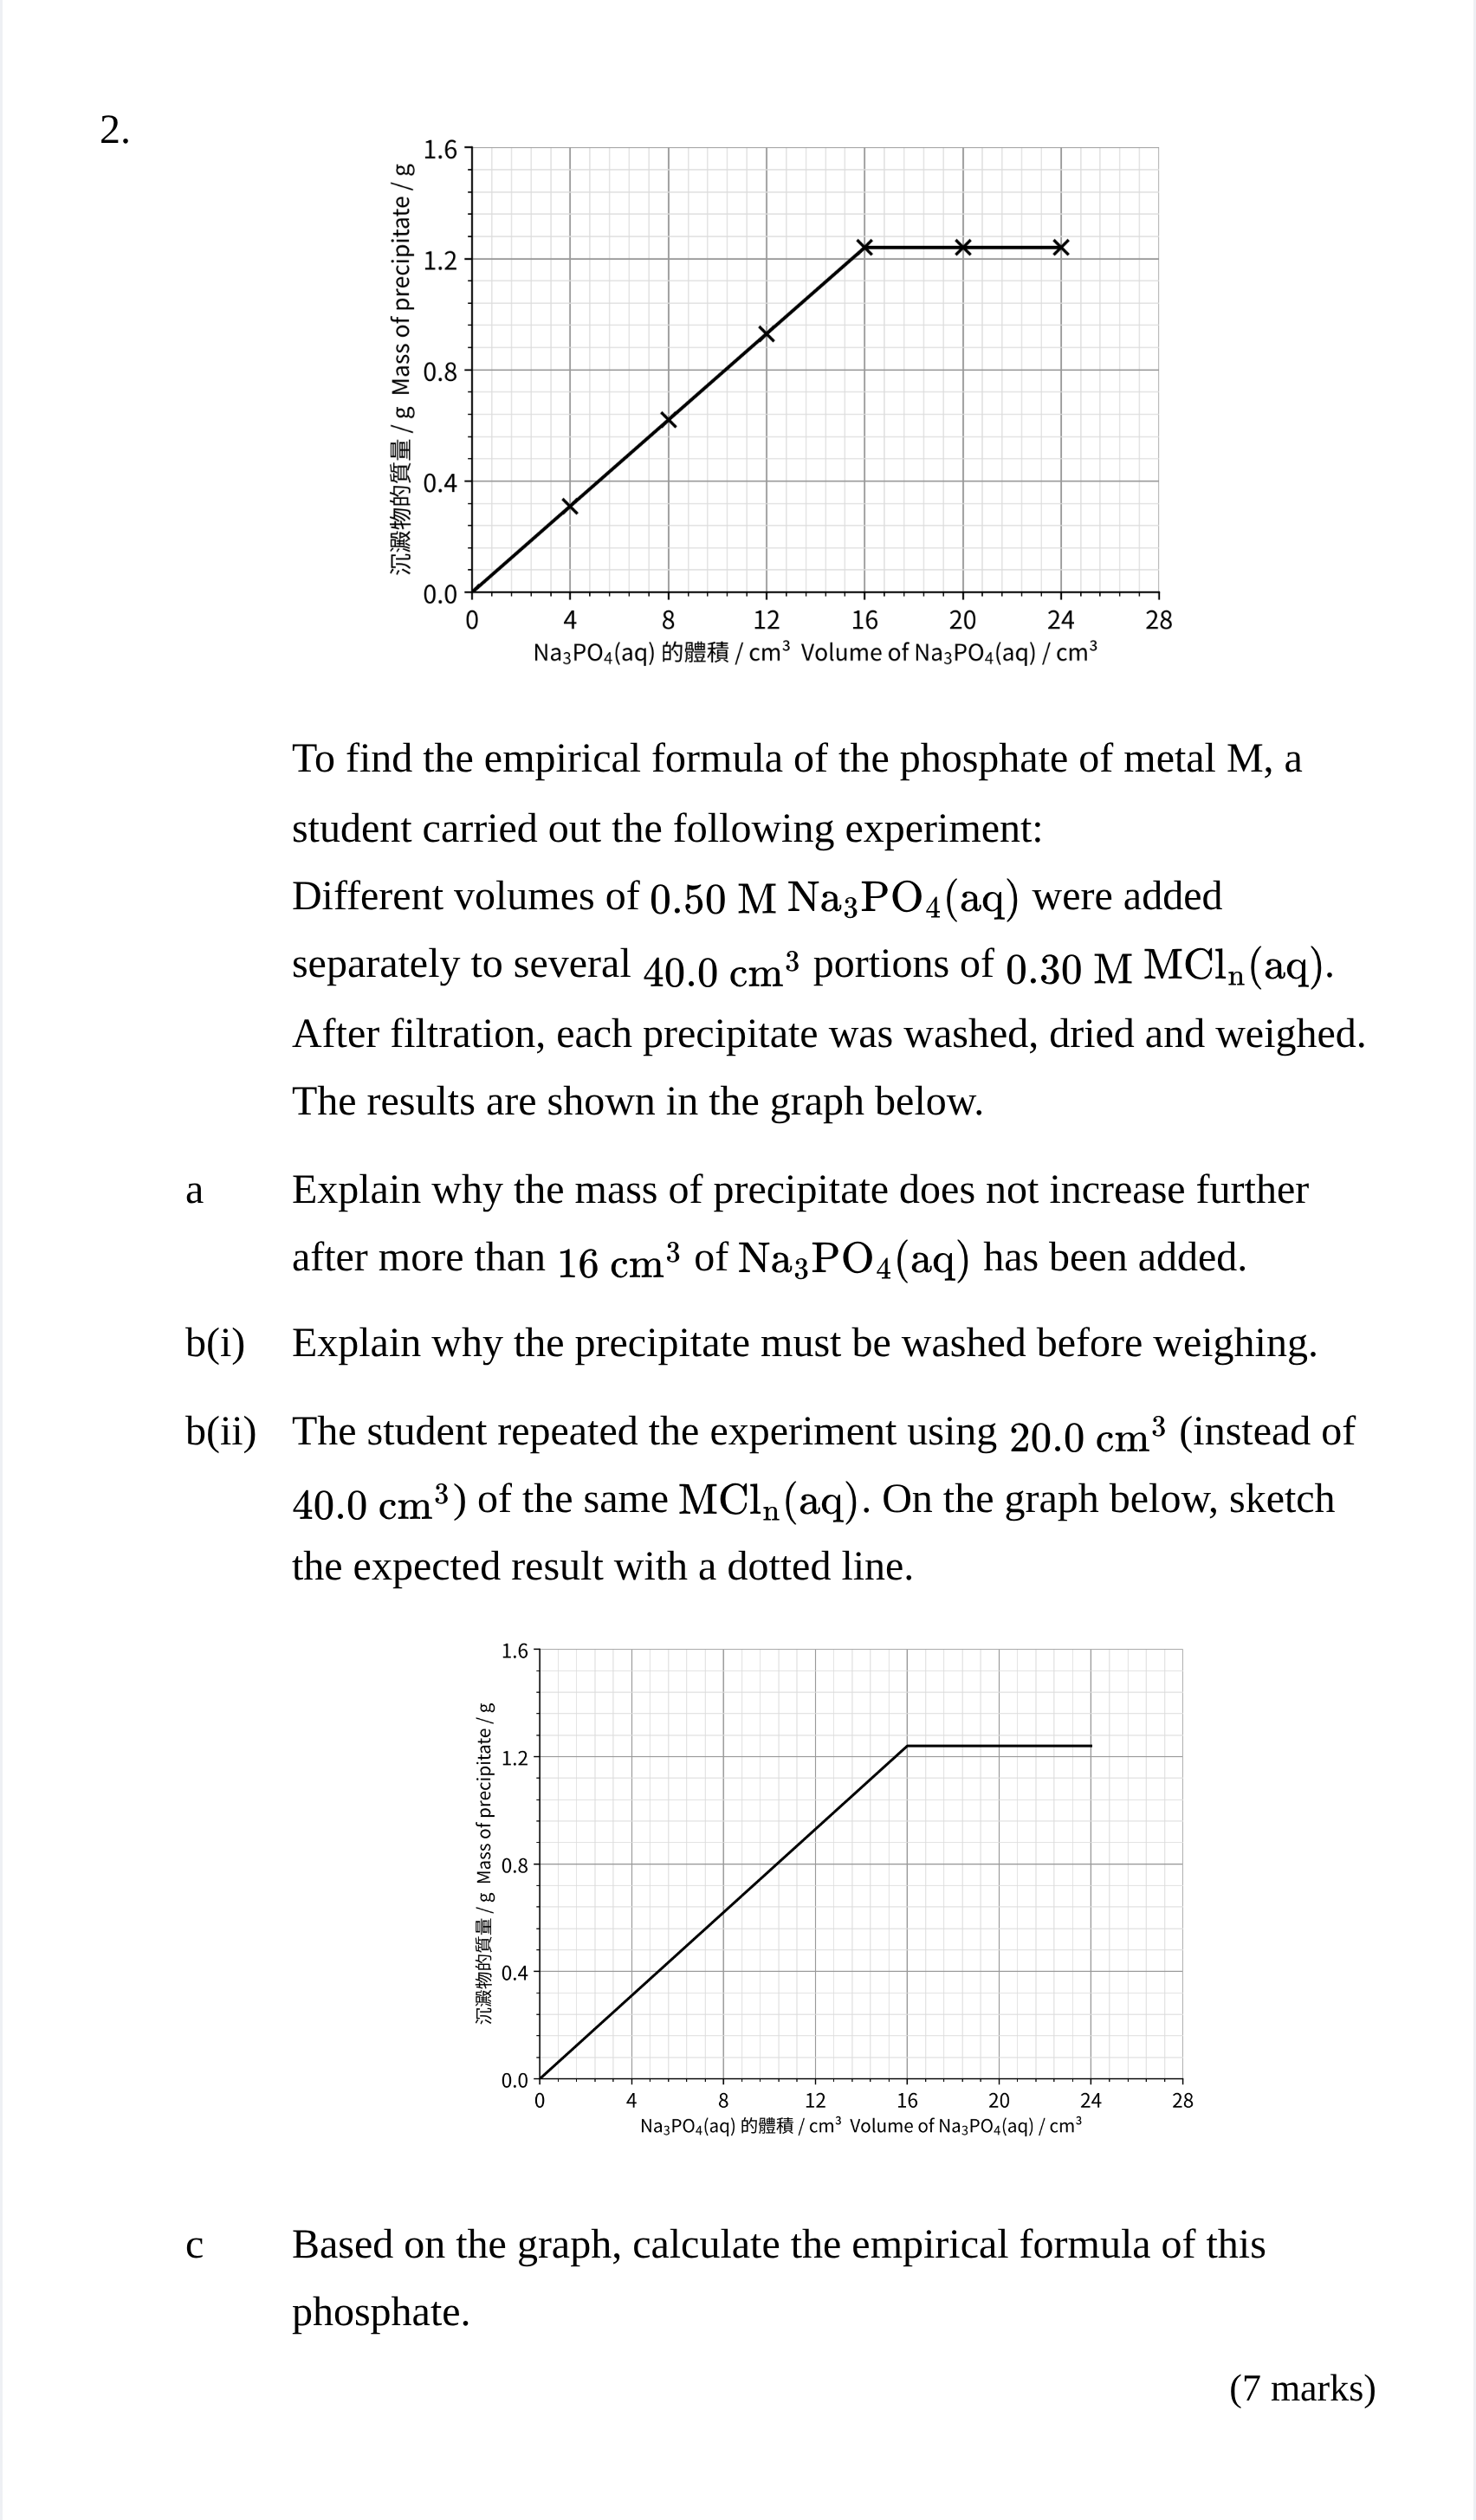 2.
1.6
1.2
0.8
0.4
0.0
沉澱物的質量 / g Mass of precipitate / g
0 4 8 12 16 20 24 28
Na₃PO₄(aq) 的體積 / cm³ Volume of Na₃PO₄(aq) / cm³
To find the empirical formula of the phosphate of metal M, a
student carried out the following experiment:
Different volumes of 0.50 M Na₃PO₄(aq) were added
separately to several 40.0 cm³ portions of 0.30 M MClₙ(aq).
After filtration, each precipitate was washed, dried and weighed.
The results are shown in the graph below.
a Explain why the mass of precipitate does not increase further
after more than 16 cm³ of Na₃PO₄(aq) has been added.
b(i) Explain why the precipitate must be washed before weighing.
b(ii) The student repeated the experiment using 20.0 cm³ (instead of
40.0 cm³) of the same MClₙ(aq). On the graph below, sketch
the expected result with a dotted line.
1.6
1.2
0.8
0.4
0.0
沉澱物的質量 / g Mass of precipitate / g
0 4 8 12 16 20 24 28
Na₃PO₄(aq) 的體積 / cm³ Volume of Na₃PO₄(aq) / cm³
c Based on the graph, calculate the empirical formula of this
phosphate.
(7 marks)